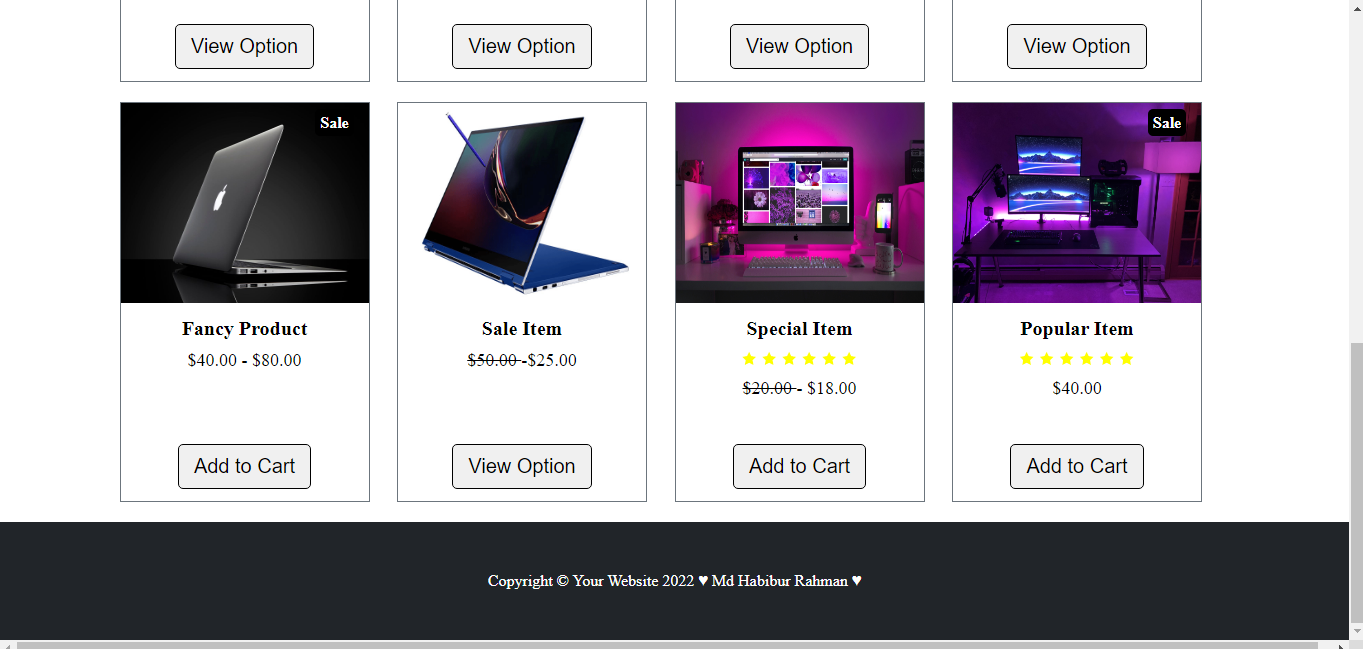 View Option View Option View Option View Option
Sale Sale
Fancy Product Sale Item Special Item Popular Item
$40.00 - $80.00 $50.00 -$25.00
$20.00 - $18.00 $40.00
Add to Cart View Option Add to Cart Add to Cart
Copyright © Your Website 2022 ♥ Md Habibur Rahman ♥